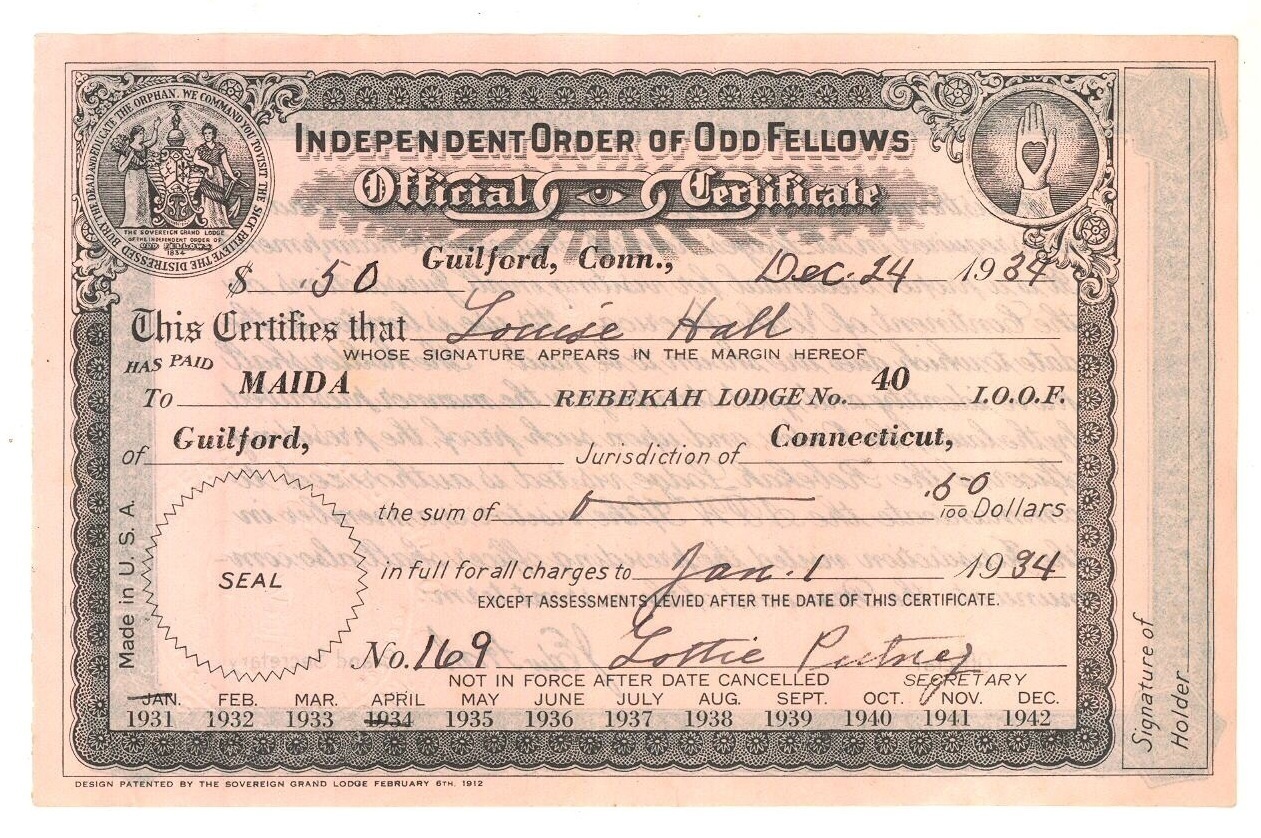 BURY THE DEAD AND EDUCATE THE ORPHAN. WE COMMAND YOU TO VISIT THE SICK RELIEVE THE DISTRESSED
THE SOVEREIGN GRAND LODGE
OF THE INDEPENDENT ORDER OF
ODD FELLOWS
1834
INDEPENDENT ORDER OF ODD FELLOWS
Official Certificate
$ .50 Guilford, Conn., Dec. 24 1934
This Certifies that Louise Hall
WHOSE SIGNATURE APPEARS IN THE MARGIN HEREOF
HAS PAID
To MAIDA REBEKAH LODGE No. 40 I.O.O.F.
of Guilford, Jurisdiction of Connecticut,
the sum of .50/100 Dollars
in full for all charges to Jan. 1 1934
EXCEPT ASSESSMENTS LEVIED AFTER THE DATE OF THIS CERTIFICATE.
SEAL
No. 169 Lottie Putney
NOT IN FORCE AFTER DATE CANCELLED SECRETARY
JAN. FEB. MAR. APRIL MAY JUNE JULY AUG. SEPT. OCT. NOV. DEC.
1931 1932 1933 1934 1935 1936 1937 1938 1939 1940 1941 1942
Made in U. S. A.
Signature of
Holder
DESIGN PATENTED BY THE SOVEREIGN GRAND LODGE FEBRUARY 6TH, 1912